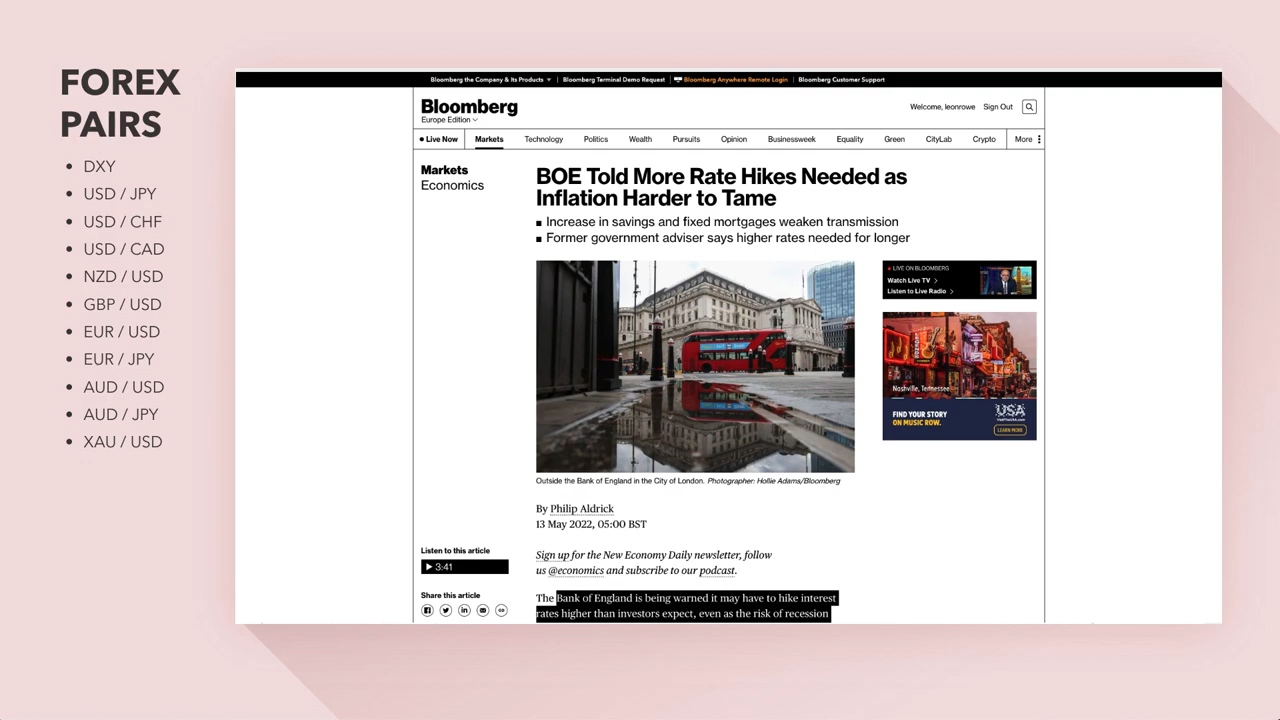 FOREX
PAIRS
• DXY
• USD / JPY
• USD / CHF
• USD / CAD
• NZD / USD
• GBP / USD
• EUR / USD
• EUR / JPY
• AUD / USD
• AUD / JPY
• XAU / USD
Bloomberg the Company & Its Products | Bloomberg Terminal Demo Request | Bloomberg Anywhere Remote Login | Bloomberg Customer Support
Bloomberg
Europe Edition
Welcome, leonrowe Sign Out
Live Now Markets Technology Politics Wealth Pursuits Opinion Businessweek Equality Green CityLab Crypto More
Markets
Economics
BOE Told More Rate Hikes Needed as
Inflation Harder to Tame
Increase in savings and fixed mortgages weaken transmission
Former government adviser says higher rates needed for longer
LIVE ON BLOOMBERG
Watch Live TV
Listen to Live Radio
Nashville, Tennessee
FIND YOUR STORY
ON MUSIC ROW.
USA
LEARN MORE
Outside the Bank of England in the City of London. Photographer: Hollie Adams/Bloomberg
By Philip Aldrick
13 May 2022, 05:00 BST
Listen to this article
3:41
Share this article
Sign up for the New Economy Daily newsletter, follow
us @economics and subscribe to our podcast.
The Bank of England is being warned it may have to hike interest
rates higher than investors expect, even as the risk of recession